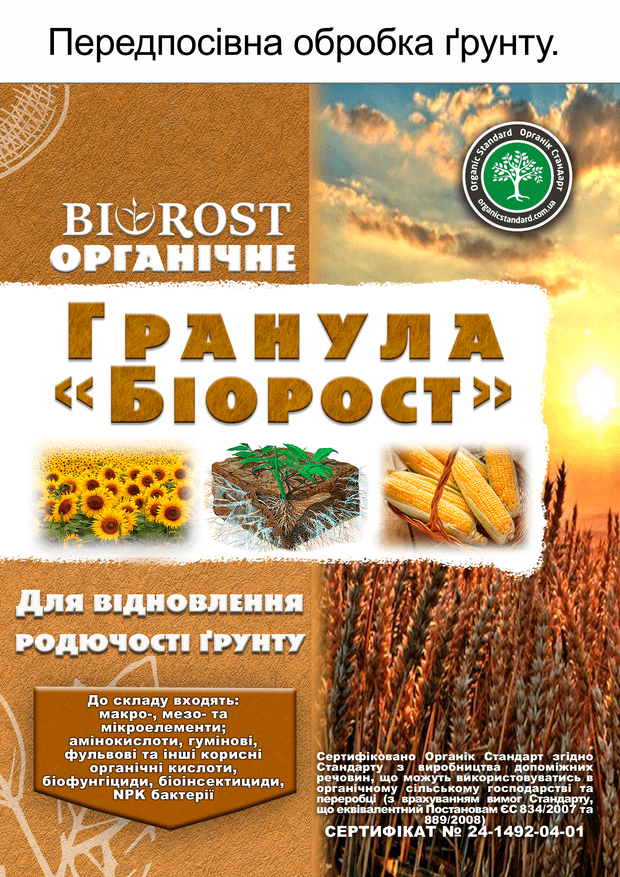 Передпосівна обробка ґрунту.
Organic Standard Органік Стандарт
organicstandard.com.ua
BIOROST
ОРГАНІЧНЕ
Гранула
«Біорост»
Для відновлення
родючості ґрунту
До складу входять:
макро-, мезо- та
мікроелементи;
амінокислоти, гумінові,
фульвові та інші корисні
органічні кислоти,
біофунгіциди, біоінсектициди,
NPK бактерії
Сертифіковано Органік Стандарт згідно
Стандарту з виробництва допоміжних
речовин, що можуть використовуватись в
органічному сільському господарстві та
переробці (з врахуванням вимог Стандарту,
що еквівалентний Постановам ЄС 834/2007 та
889/2008)
СЕРТИФІКАТ № 24-1492-04-01